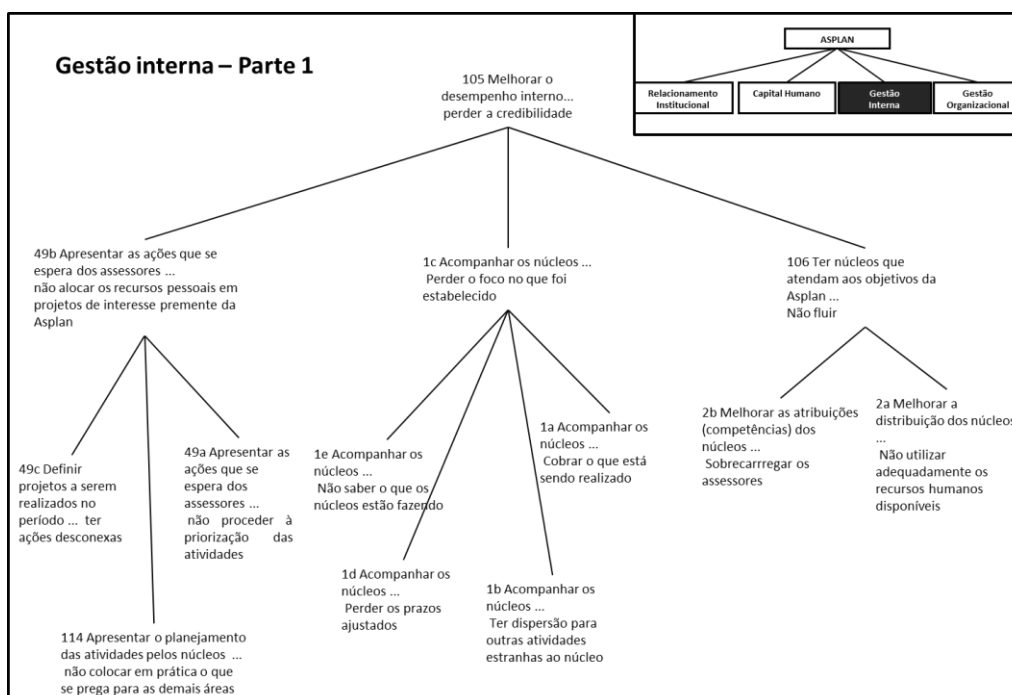 Gestão interna – Parte 1
ASPLAN
Relacionamento
Institucional
Capital Humano
Gestão
Interna
Gestão
Organizacional
105 Melhorar o
desempenho interno...
perder a credibilidade
49b Apresentar as ações que se
espera dos assessores ...
não alocar os recursos pessoais em
projetos de interesse premente da
Asplan
1c Acompanhar os núcleos ...
Perder o foco no que foi
estabelecido
106 Ter núcleos que
atendam aos objetivos da
Asplan ...
Não fluir
49c Definir
projetos a serem
realizados no
período ... ter
ações desconexas
49a Apresentar as
ações que se
espera dos
assessores ...
não proceder à
priorização das
atividades
1e Acompanhar os
núcleos ...
Não saber o que os
núcleos estão fazendo
1a Acompanhar os
núcleos ...
Cobrar o que está
sendo realizado
2b Melhorar as atribuições
(competências) dos
núcleos ...
Sobrecarrregar os
assessores
2a Melhorar a
distribuição dos núcleos
...
Não utilizar
adequadamente os
recursos humanos
disponíveis
114 Apresentar o planejamento
das atividades pelos núcleos ...
não colocar em prática o que
se prega para as demais áreas
1d Acompanhar os
núcleos ...
Perder os prazos
ajustados
1b Acompanhar os
núcleos ...
Ter dispersão para
outras atividades
estranhas ao núcleo